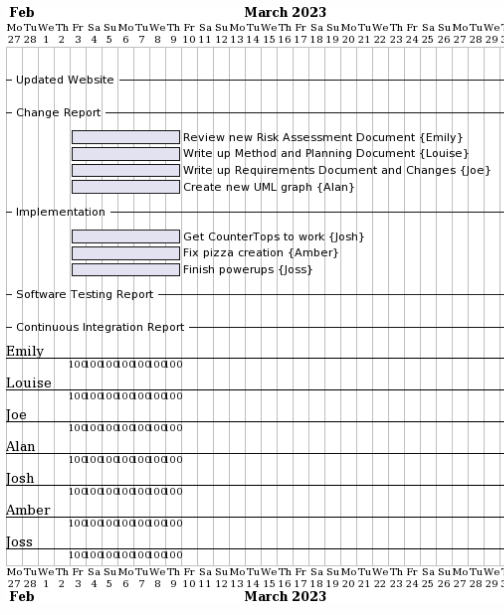 Feb March 2023
Mo Tu We Th Fr Sa Su Mo Tu We Th Fr Sa Su Mo Tu We Th Fr Sa Su Mo Tu We Th Fr Sa Su Mo Tu We
27 28 1 2 3 4 5 6 7 8 9 10 11 12 13 14 15 16 17 18 19 20 21 22 23 24 25 26 27 28 29
Updated Website
Change Report
Review new Risk Assessment Document {Emily}
Write up Method and Planning Document {Louise}
Write up Requirements Document and Changes {Joe}
Create new UML graph {Alan}
Implementation
Get CounterTops to work {Josh}
Fix pizza creation {Amber}
Finish powerups {Joss}
Software Testing Report
Continuous Integration Report
Emily
100 100 100 100 100 100 100
Louise
100 100 100 100 100 100 100
Joe
100 100 100 100 100 100 100
Alan
100 100 100 100 100 100 100
Josh
100 100 100 100 100 100 100
Amber
100 100 100 100 100 100 100
Joss
100 100 100 100 100 100 100
Mo Tu We Th Fr Sa Su Mo Tu We Th Fr Sa Su Mo Tu We Th Fr Sa Su Mo Tu We Th Fr Sa Su Mo Tu We
27 28 1 2 3 4 5 6 7 8 9 10 11 12 13 14 15 16 17 18 19 20 21 22 23 24 25 26 27 28 29
Feb March 2023